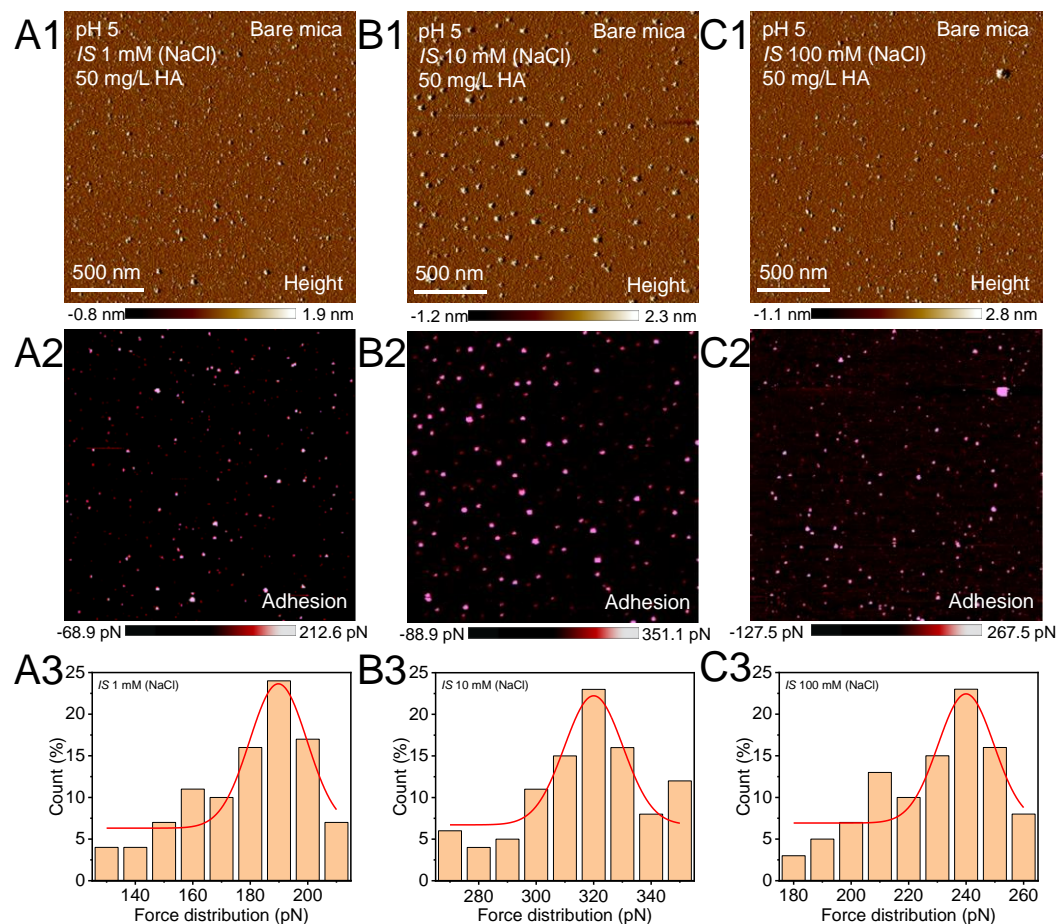 A1
pH 5
Bare mica
IS 1 mM (NaCl)
50 mg/L HA
500 nm
Height
-0.8 nm
1.9 nm
B1
pH 5
Bare mica
IS 10 mM (NaCl)
50 mg/L HA
500 nm
Height
-1.2 nm
2.3 nm
C1
pH 5
Bare mica
IS 100 mM (NaCl)
50 mg/L HA
500 nm
Height
-1.1 nm
2.8 nm
A2
Adhesion
-68.9 pN
212.6 pN
B2
Adhesion
-88.9 pN
351.1 pN
C2
Adhesion
-127.5 pN
267.5 pN
A3
IS 1 mM (NaCl)
Count (%)
25
20
15
10
5
0
140 160 180 200
Force distribution (pN)
B3
IS 10 mM (NaCl)
Count (%)
25
20
15
10
5
0
280 300 320 340
Force distribution (pN)
C3
IS 100 mM (NaCl)
Count (%)
25
20
15
10
5
0
180 200 220 240 260
Force distribution (pN)